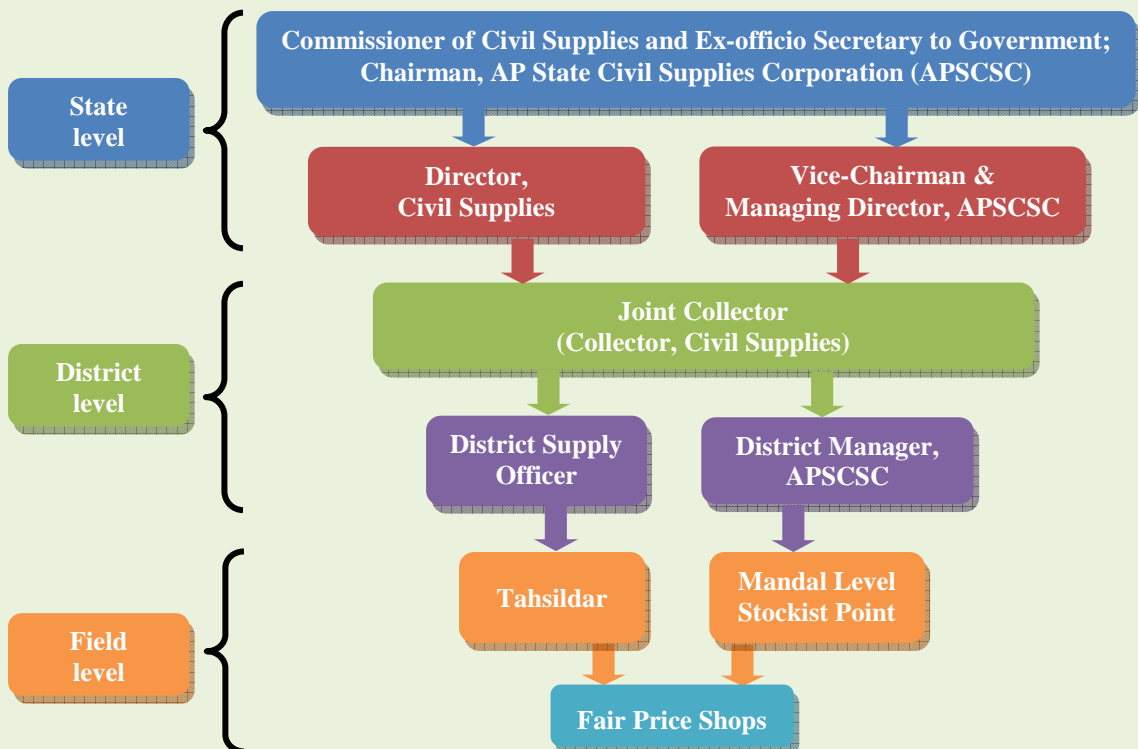 Commissioner of Civil Supplies and Ex-officio Secretary to Government;
Chairman, AP State Civil Supplies Corporation (APSCSC)
State
level
Director,
Civil Supplies
Vice-Chairman &
Managing Director, APSCSC
Joint Collector
(Collector, Civil Supplies)
District
level
District Supply
Officer
District Manager,
APSCSC
Tahsildar
Mandal Level
Stockist Point
Field
level
Fair Price Shops